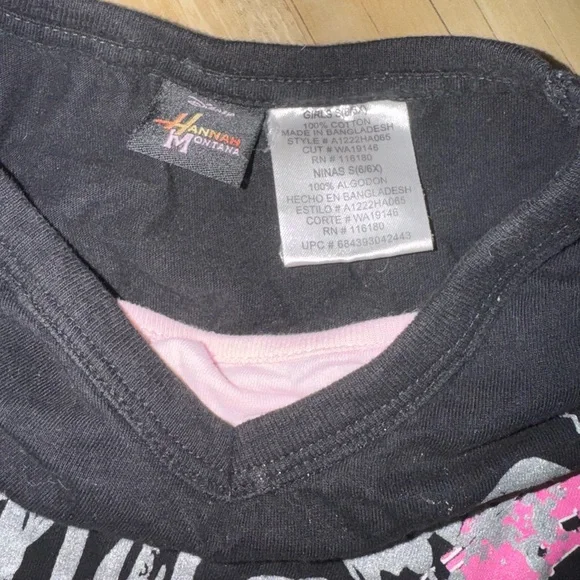 Disney
HANNAH
MONTANA
GIRLS S(6/6X)
100% COTTON
MADE IN BANGLADESH
STYLE # A1222HA065
CUT # WA19146
RN # 116180
NINAS S(6/6X)
100% ALGODON
HECHO EN BANGLADESH
ESTILO # A1222HA065
CORTE # WA19146
RN # 116180
UPC # 684393042443